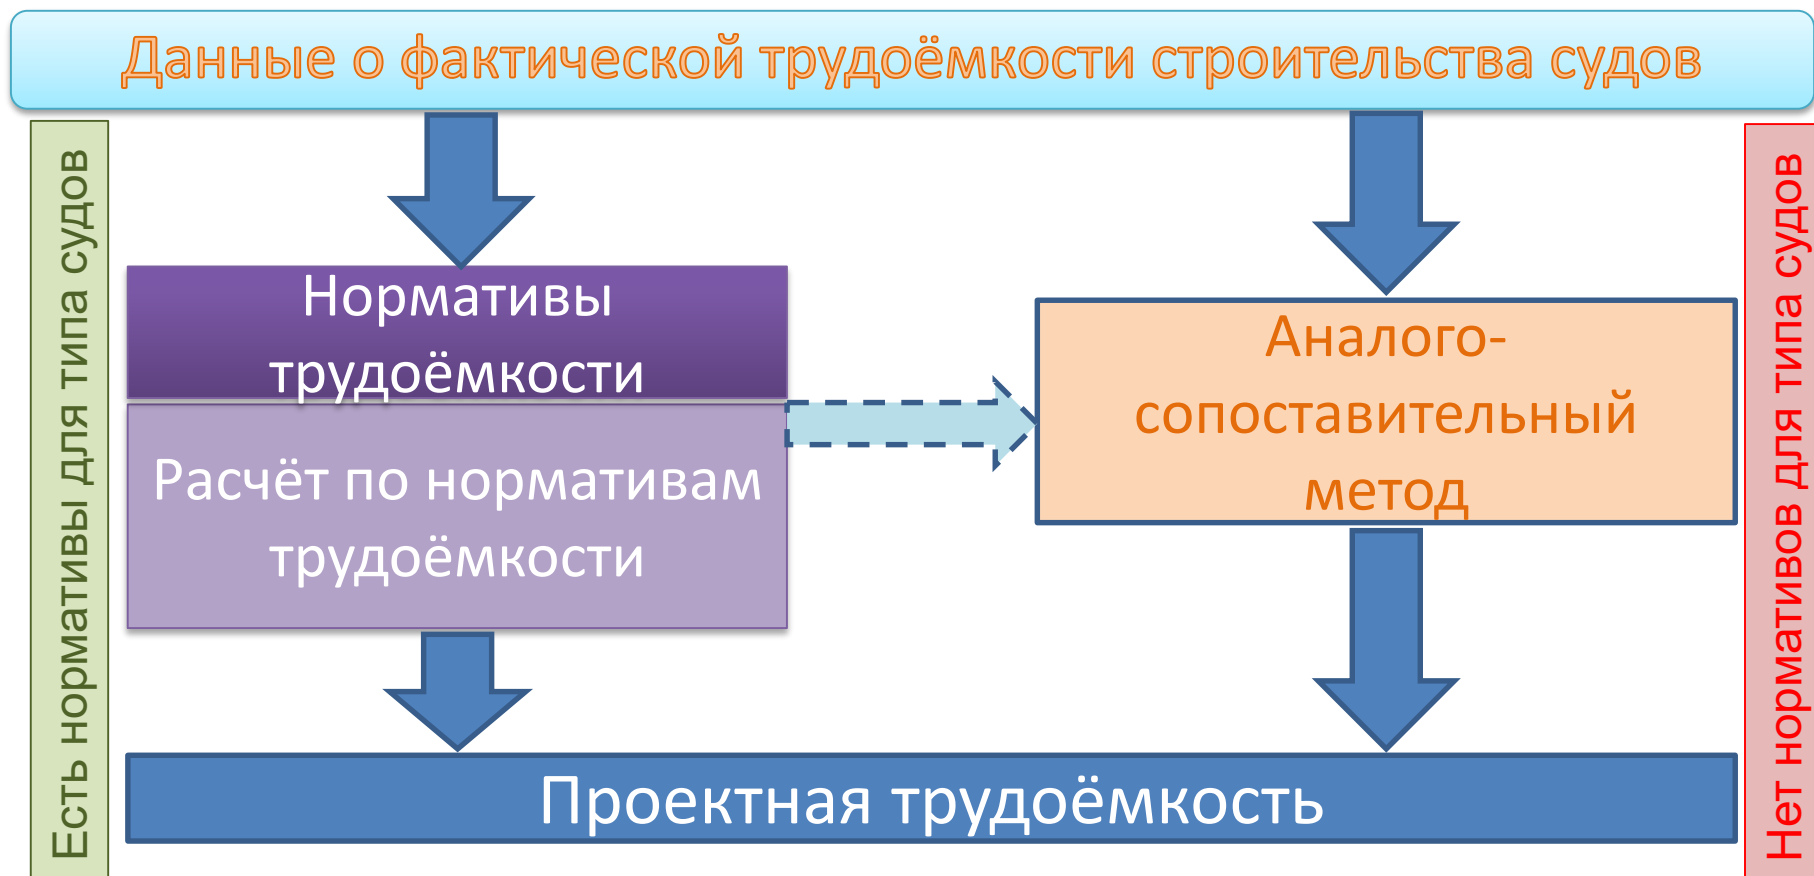 Данные о фактической трудоёмкости строительства судов
Есть нормативы для типа судов
Нормативы
трудоёмкости
Расчёт по нормативам
трудоёмкости
Аналого-
сопоставительный
метод
Нет нормативов для типа судов
Проектная трудоёмкость